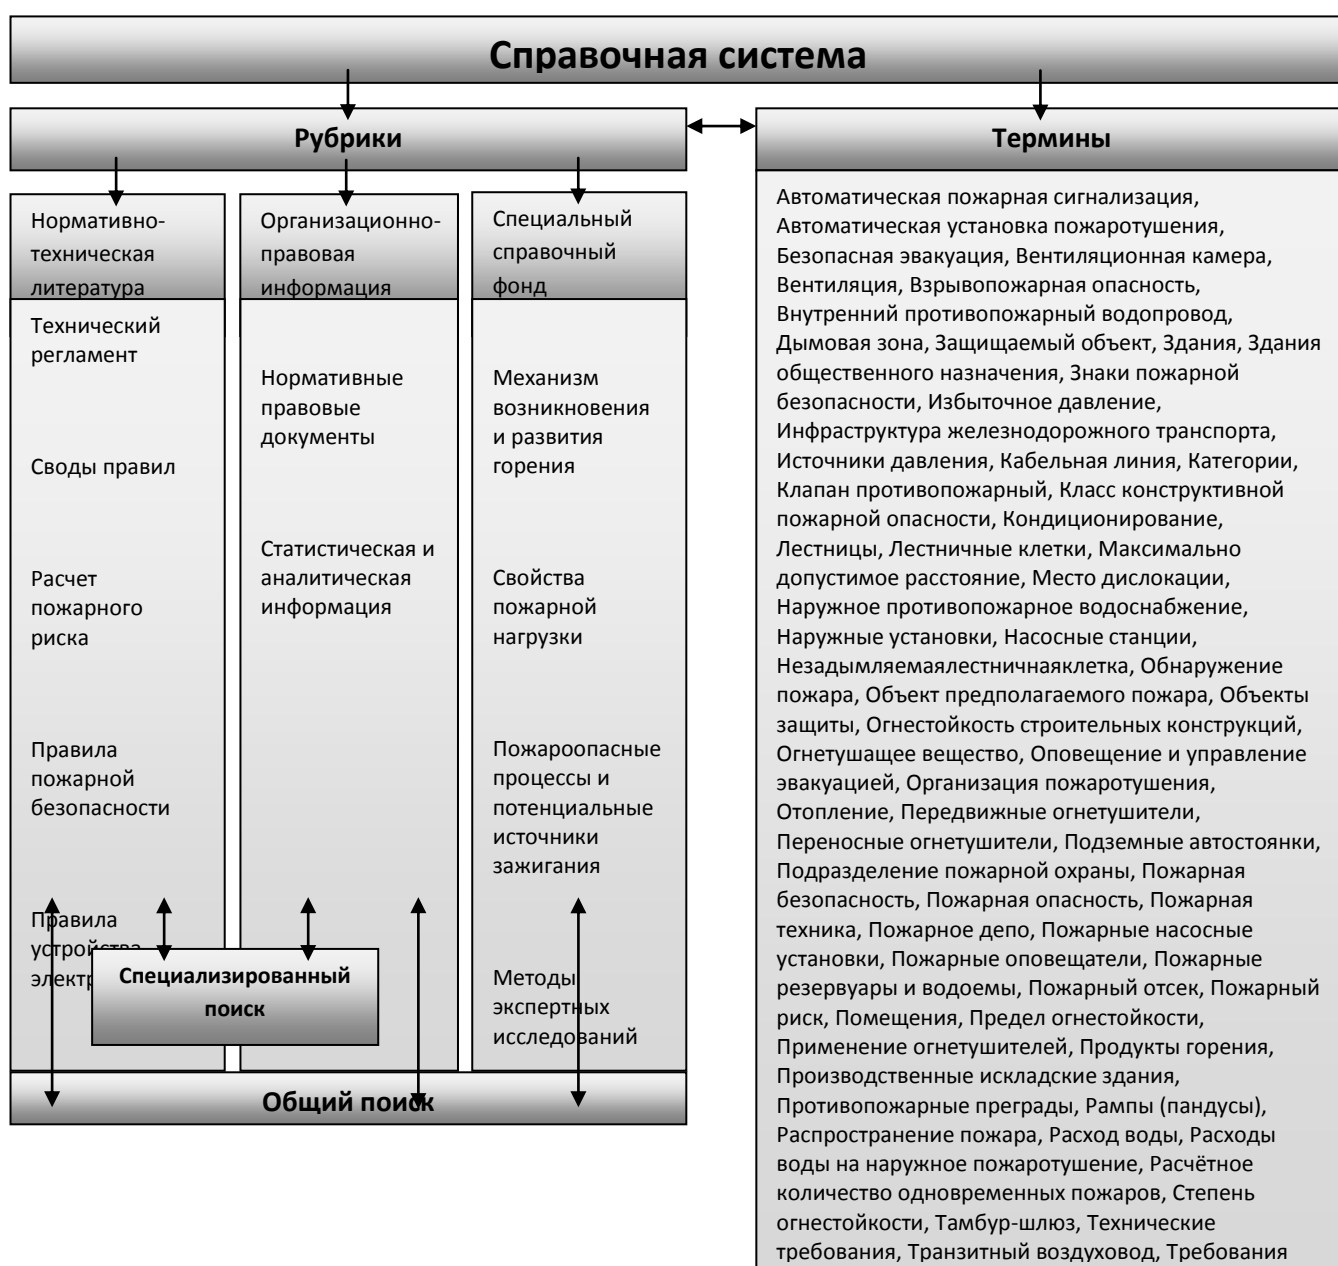 Справочная система
Рубрики
Нормативно-
техническая
литература
Технический
регламент
Своды правил
Расчет
пожарного
риска
Правила
пожарной
безопасности
Правила
устройства
Организационно-
правовая
информация
Нормативные
правовые
документы
Статистическая и
аналитическая
информация
Специальный
справочный
фонд
Механизм
возникновения
и развития
горения
Свойства
пожарной
нагрузки
Пожароопасные
процессы и
потенциальные
источники
зажигания
Методы
экспертных
исследований
Специализированный
поиск
Общий поиск
Термины
Автоматическая пожарная сигнализация,
Автоматическая установка пожаротушения,
Безопасная эвакуация, Вентиляционная камера,
Вентиляция, Взрывопожарная опасность,
Внутренний противопожарный водопровод,
Дымовая зона, Защищаемый объект, Здания, Здания
общественного назначения, Знаки пожарной
безопасности, Избыточное давление,
Инфраструктура железнодорожного транспорта,
Источники давления, Кабельная линия, Категории,
Клапан противопожарный, Класс конструктивной
пожарной опасности, Кондиционирование,
Лестницы, Лестничные клетки, Максимально
допустимое расстояние, Место дислокации,
Наружное противопожарное водоснабжение,
Наружные установки, Насосные станции,
Незадымляемаялестничнаяклетка, Обнаружение
пожара, Объект предполагаемого пожара, Объекты
защиты, Огнестойкость строительных конструкций,
Огнетушащее вещество, Оповещение и управление
эвакуацией, Организация пожаротушения,
Отопление, Передвижные огнетушители,
Переносные огнетушители, Подземные автостоянки,
Подразделение пожарной охраны, Пожарная
безопасность, Пожарная опасность, Пожарная
техника, Пожарное депо, Пожарные насосные
установки, Пожарные оповещатели, Пожарные
резервуары и водоемы, Пожарный отсек, Пожарный
риск, Помещения, Предел огнестойкости,
Применение огнетушителей, Продукты горения,
Производственные искладские здания,
Противопожарные преграды, Рампы (пандусы),
Распространение пожара, Расход воды, Расходы
воды на наружное пожаротушение, Расчётное
количество одновременных пожаров, Степень
огнестойкости, Тамбур-шлюз, Технические
требования, Транзитный воздуховод, Требования